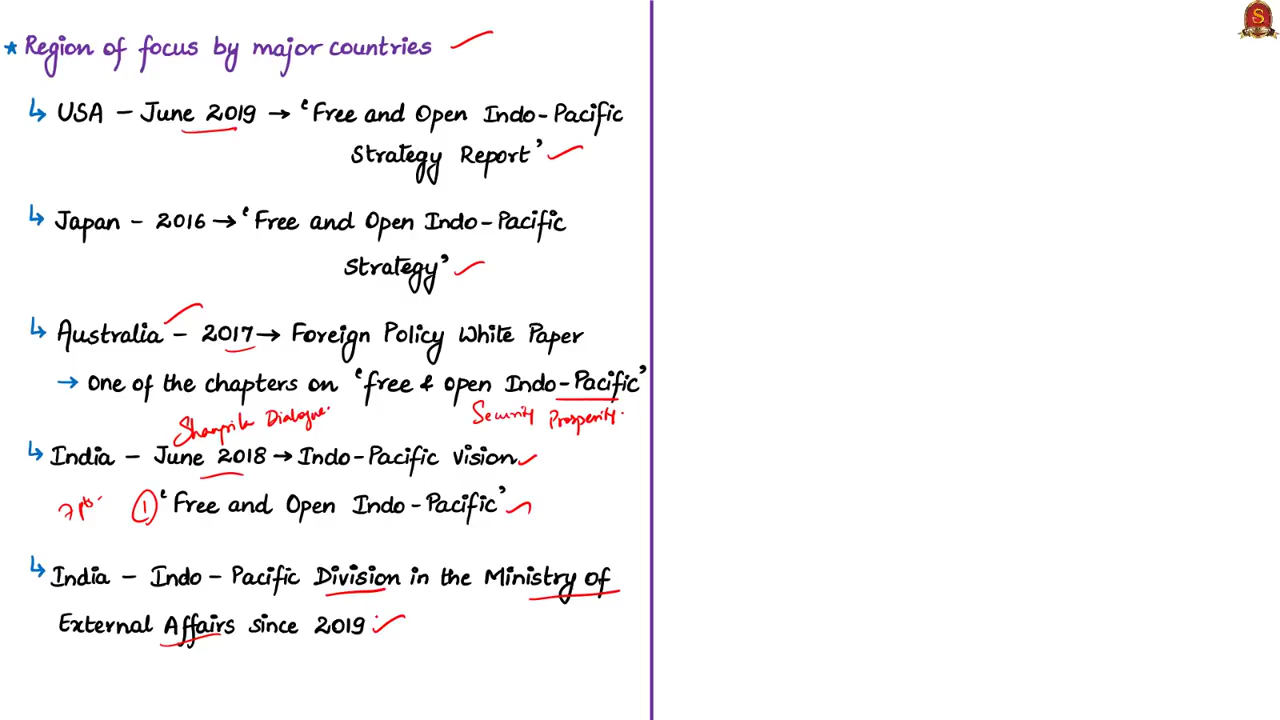 * Region of focus by major countries
↳ USA – June 2019 → 'Free and Open Indo-Pacific
Strategy Report'
↳ Japan – 2016 → 'Free and Open Indo-Pacific
Strategy'
↳ Australia – 2017 → Foreign Policy White Paper
→ One of the chapters on 'free & open Indo-Pacific'
Shangrila Dialogue. Security Prosperity.
↳ India – June 2018 → Indo-Pacific Vision
7 pts. ① 'Free and Open Indo-Pacific'
↳ India – Indo-Pacific Division in the Ministry of
External Affairs since 2019
S